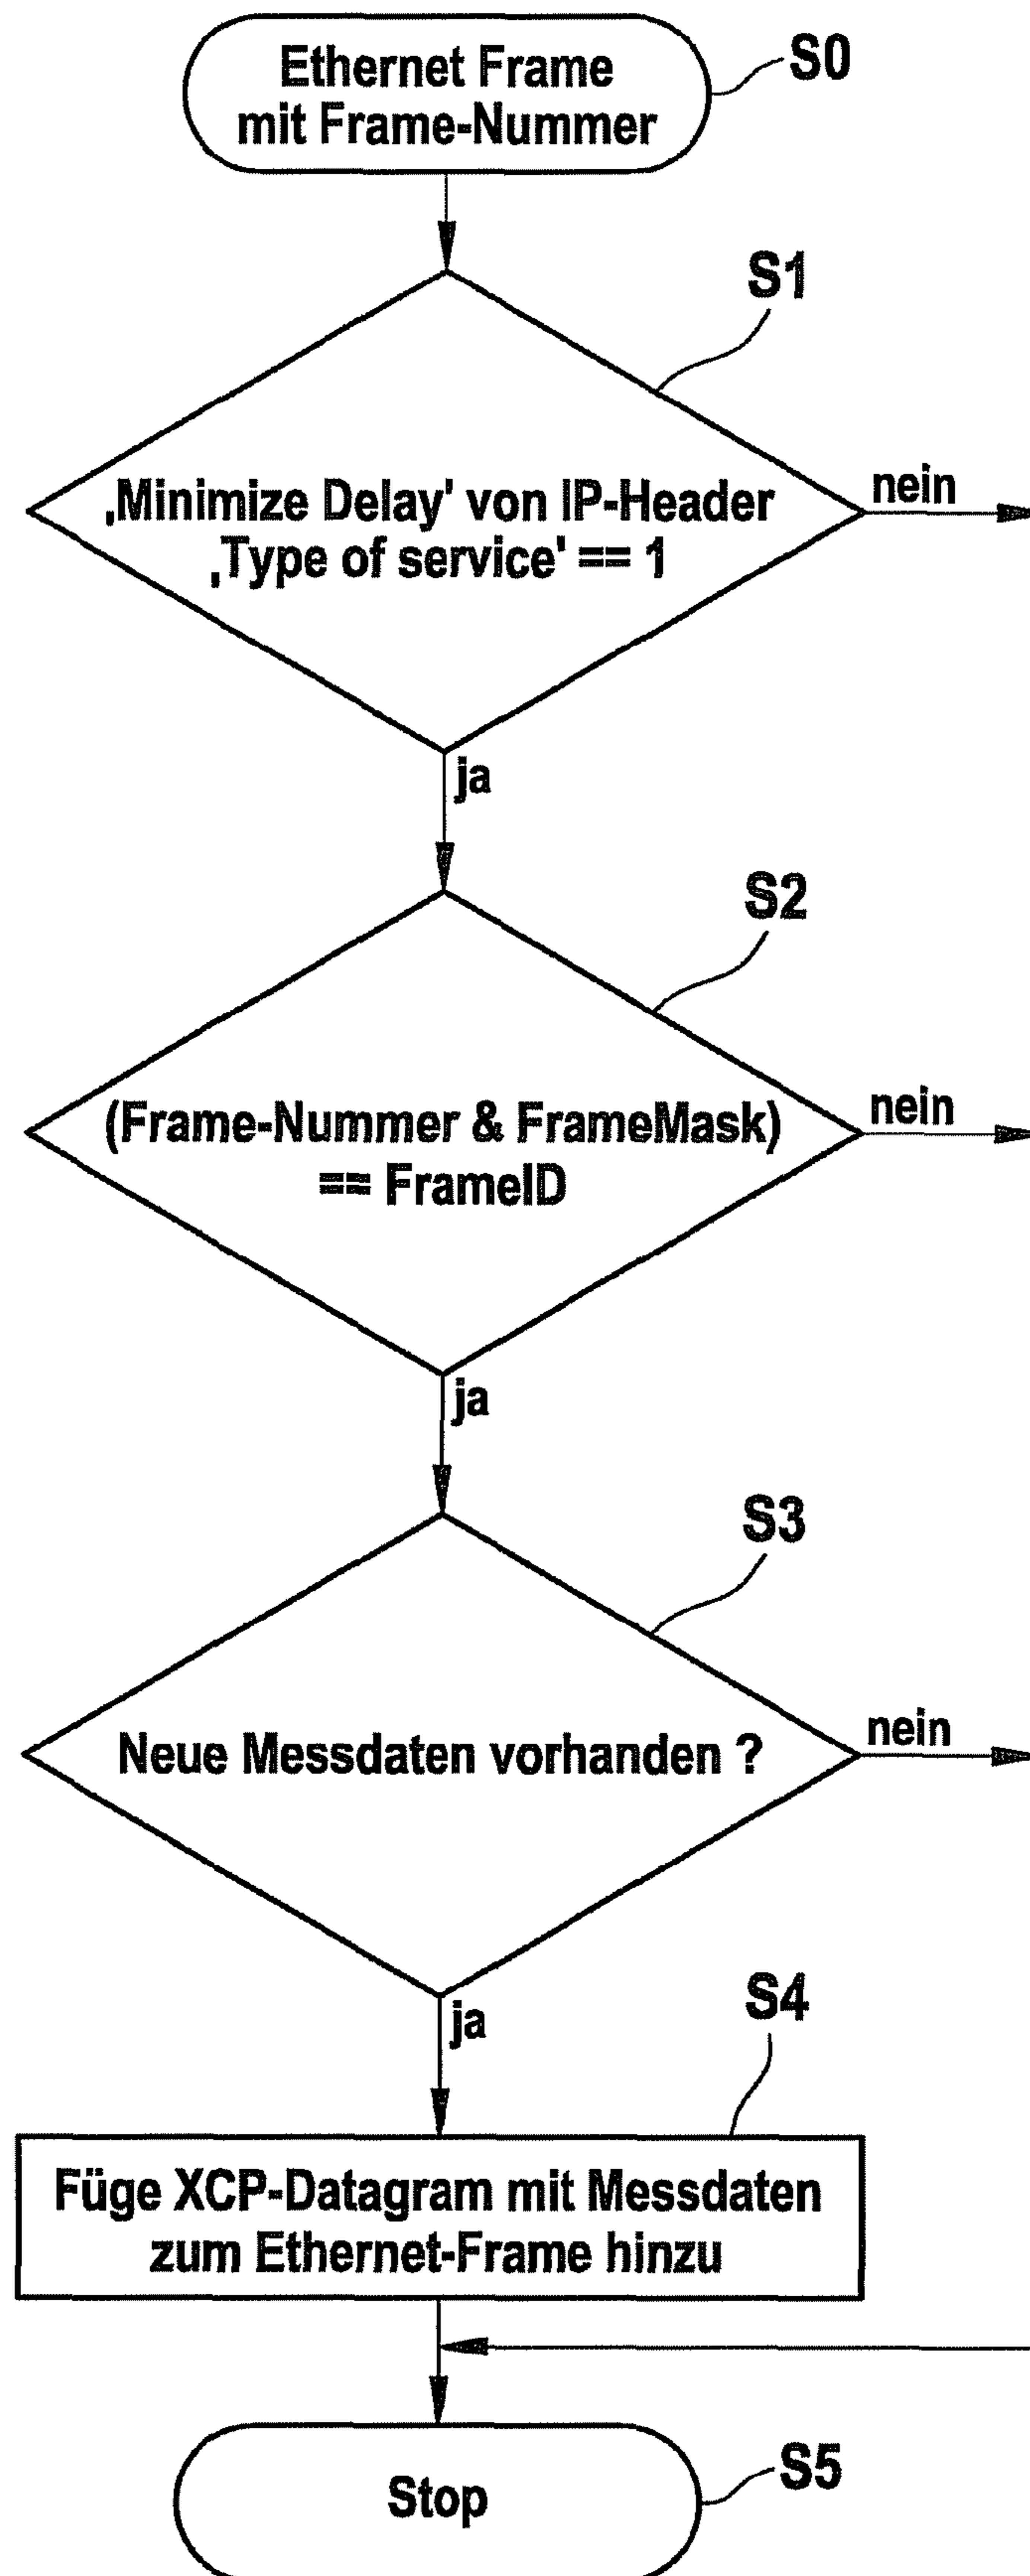 Ethernet Frame
mit Frame-Nummer
S0
S1
‚Minimize Delay' von IP-Header
‚Type of service' == 1
nein
ja
S2
(Frame-Nummer & FrameMask)
== FrameID
nein
ja
S3
Neue Messdaten vorhanden ?
nein
ja
S4
Füge XCP-Datagram mit Messdaten
zum Ethernet-Frame hinzu
Stop
S5